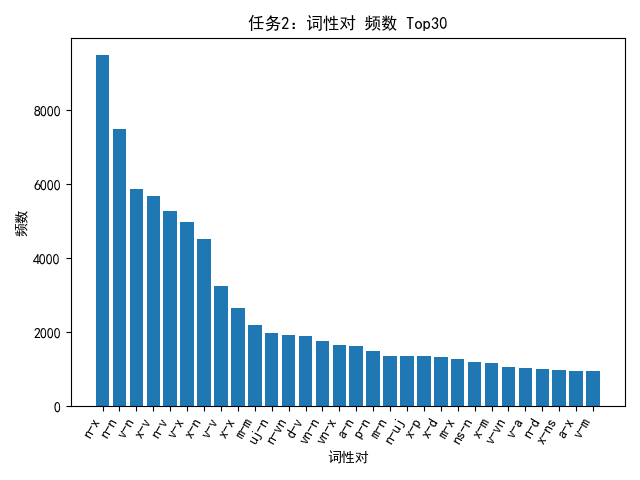 任务2: 词性对 频数 Top30
频数
8000
6000
4000
2000
0
n-x n-n v-n x-v n-v v-x x-n v-v x-x m-m uj-n n-vn d-v vn-n vn-x a-n p-n m-n n-uj x-p x-d m-x ns-n x-m v-vn v-a n-d x-ns a-x v-m
词性对